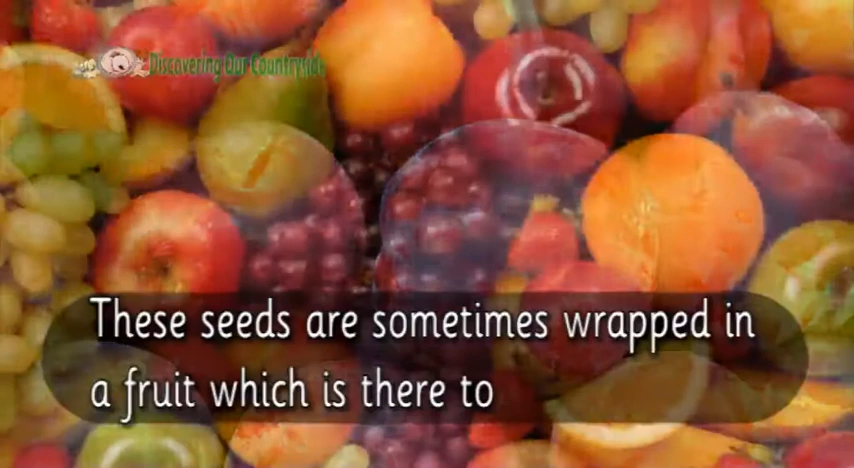 Discovering Our Countryside
These seeds are sometimes wrapped in
a fruit which is there to